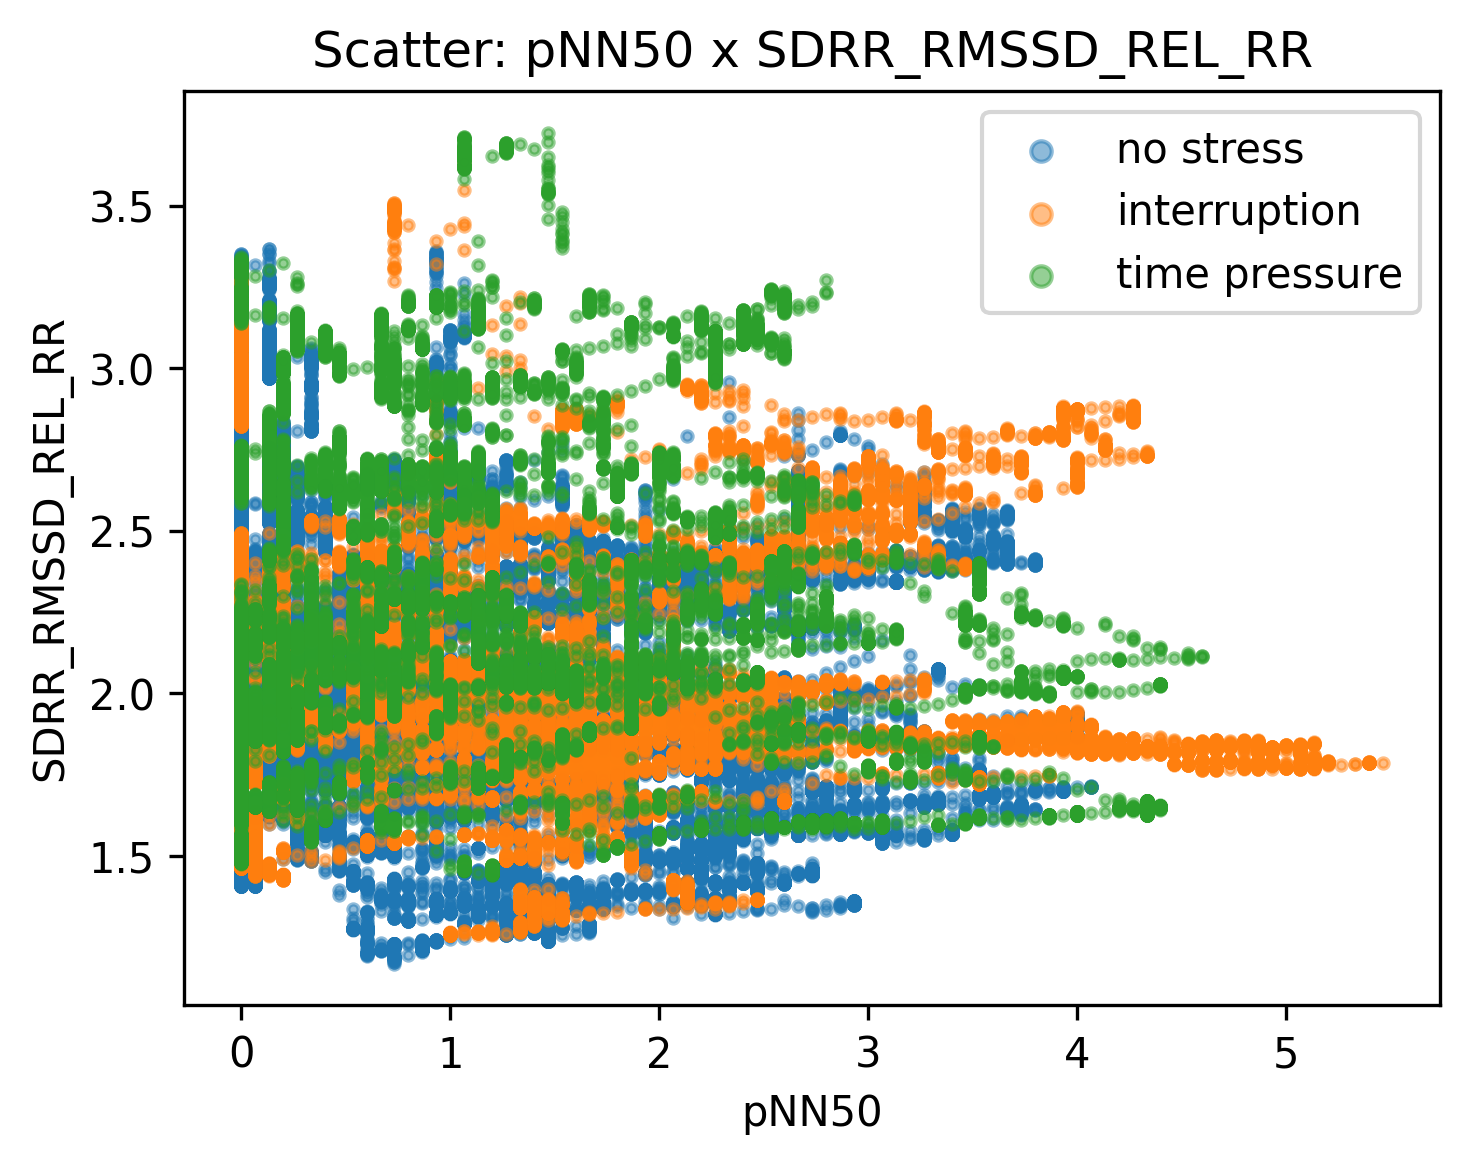 Scatter: pNN50 x SDRR_RMSSD_REL_RR
no stress
interruption
time pressure
SDRR_RMSSD_REL_RR
3.5
3.0
2.5
2.0
1.5
0 1 2 3 4 5
pNN50